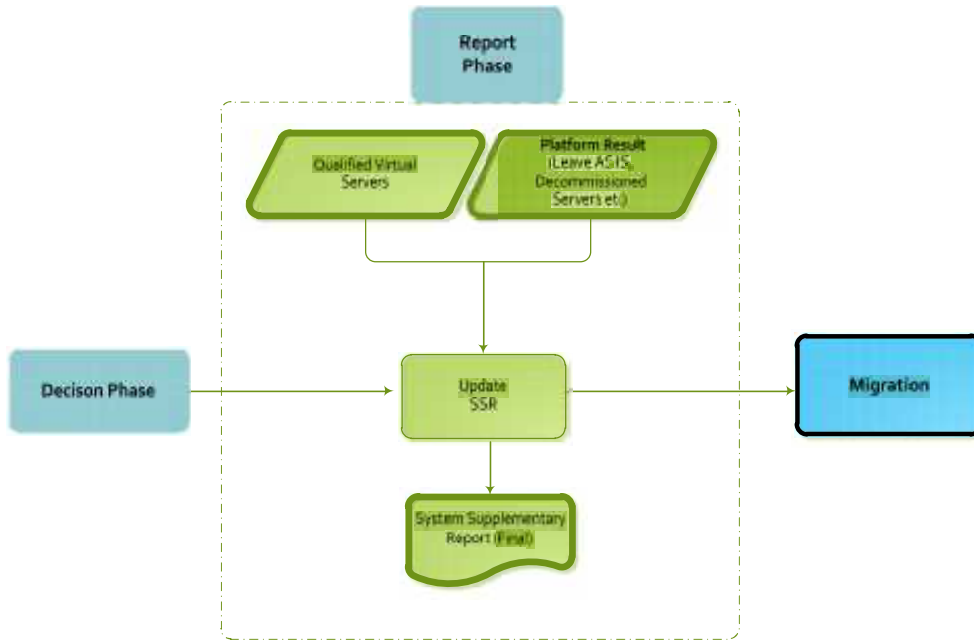 Report
Phase
Qualified Virtual
Servers
Platform Result
(Leave AS IS,
Decommissioned
Servers etc)
Decison Phase
Update
SSR
Migration
System Supplementary
Report (Final)